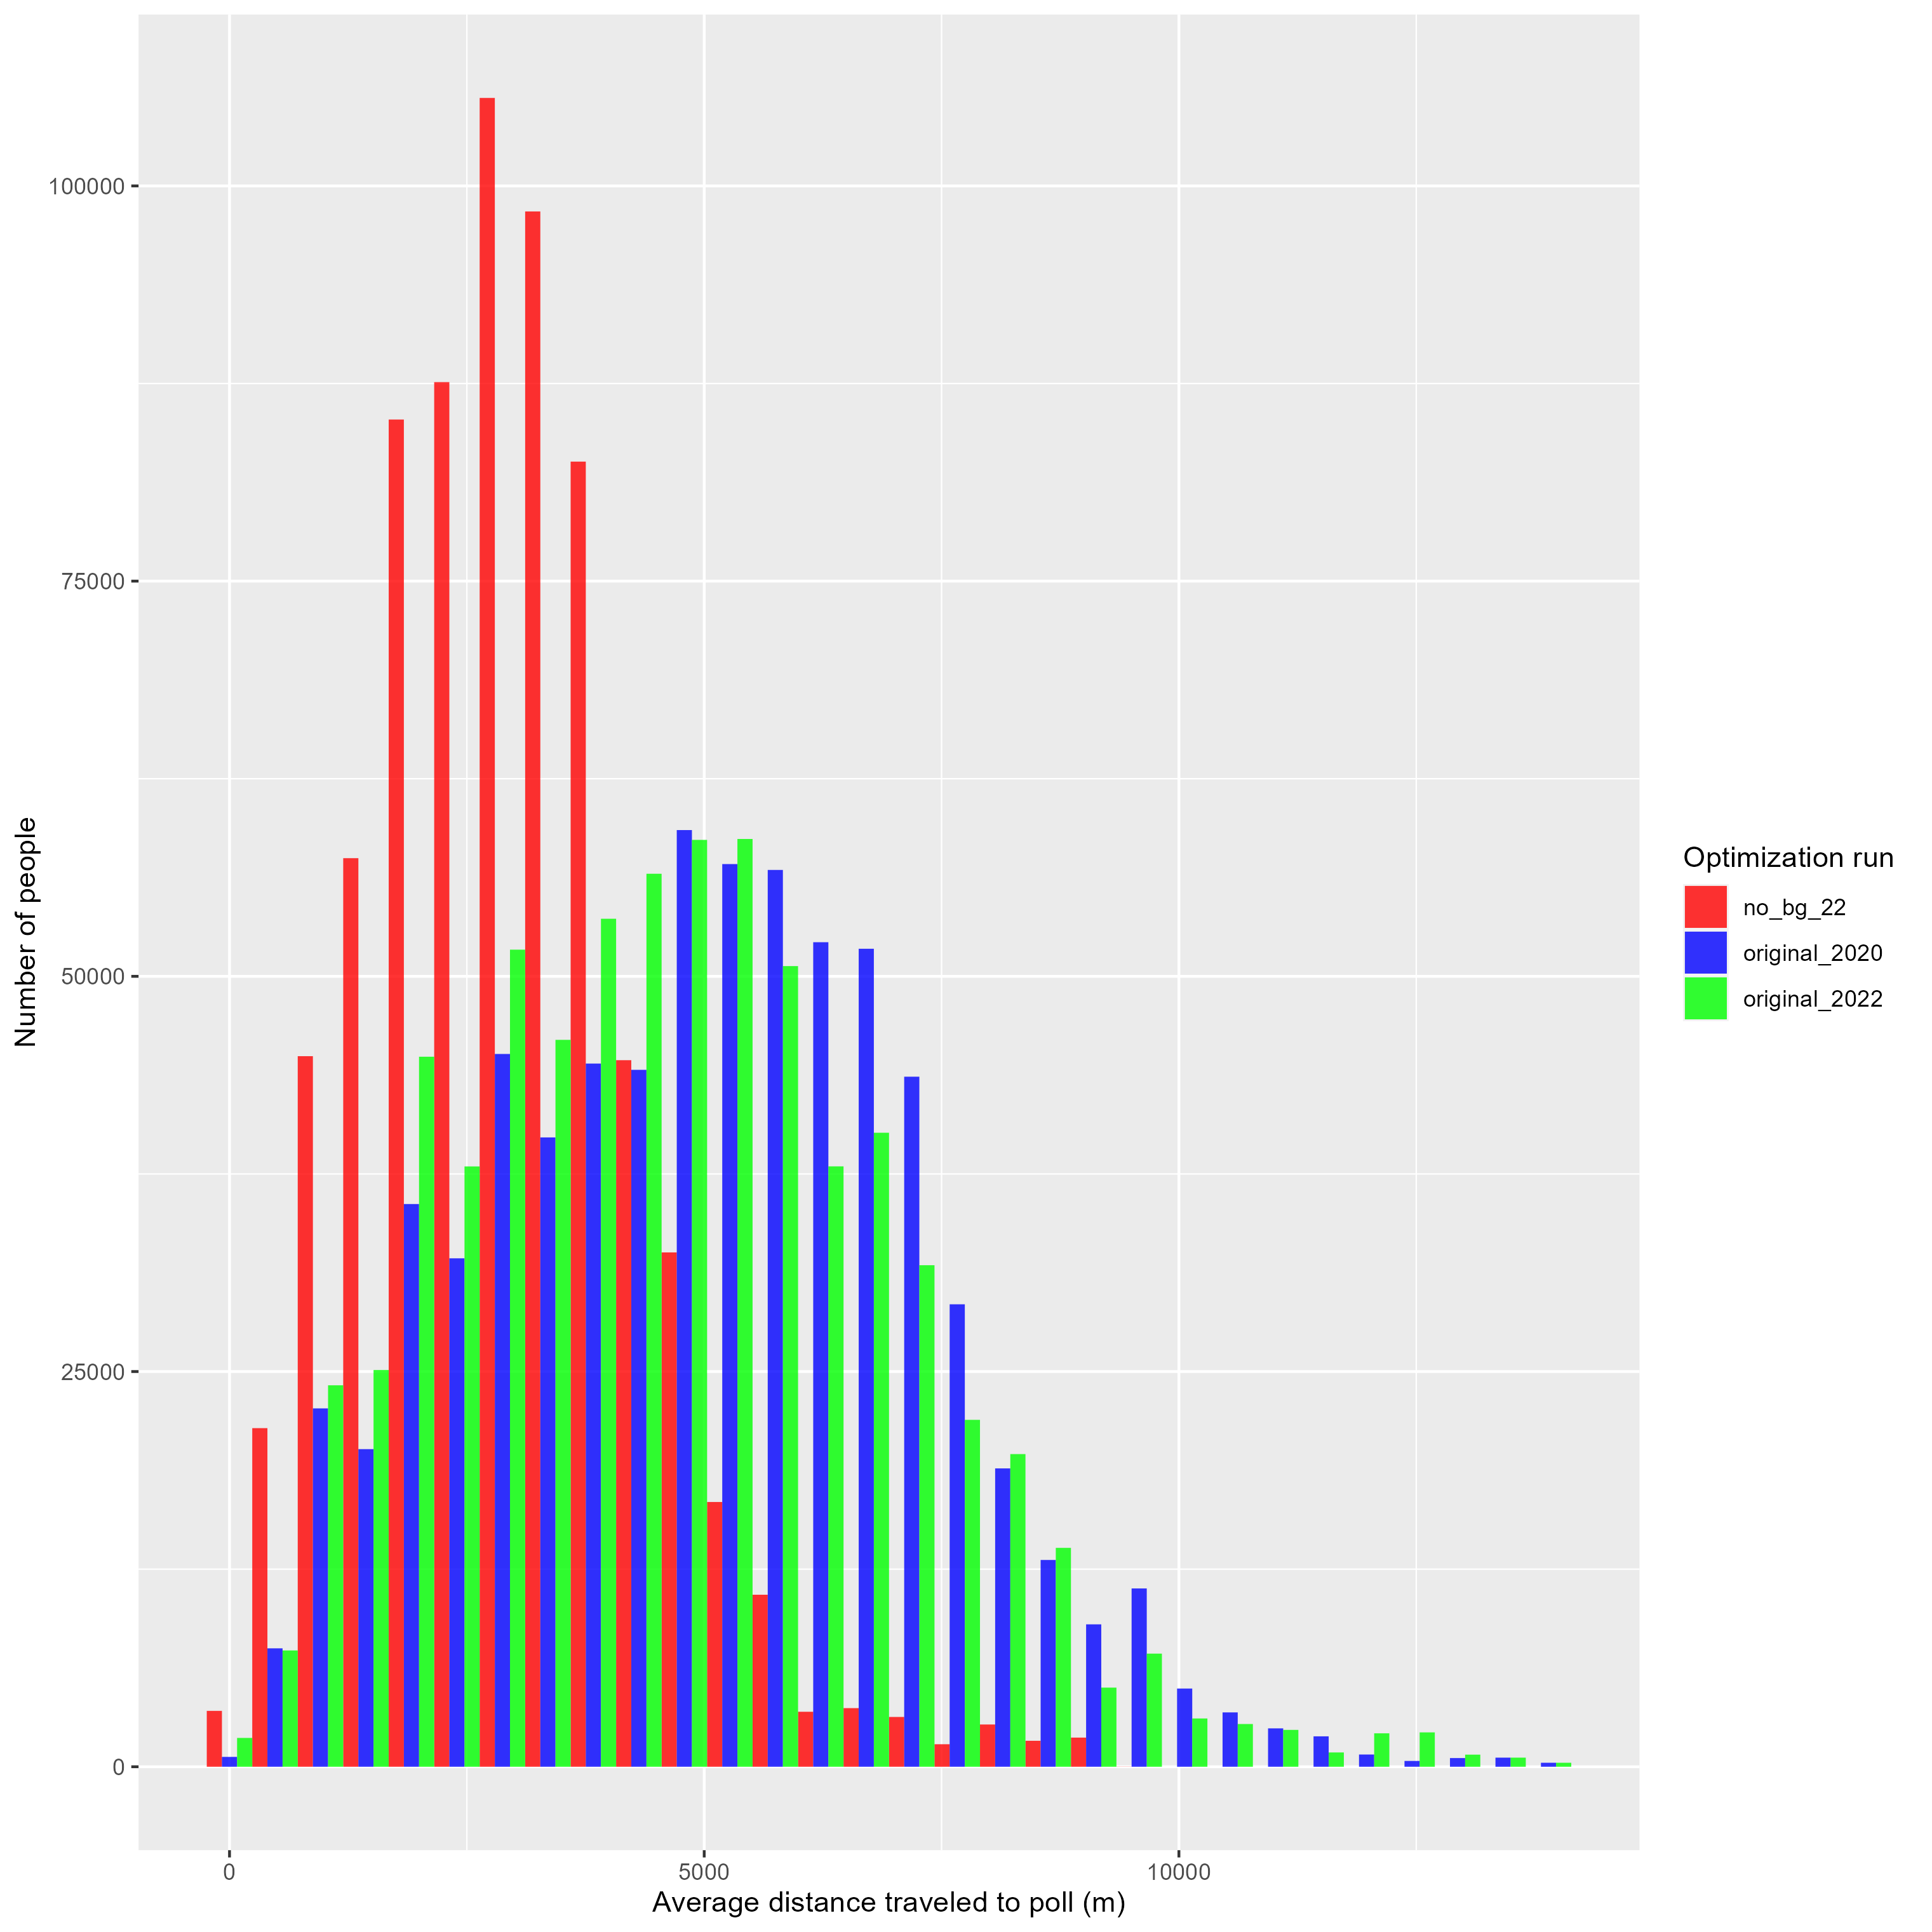 Number of people
100000
75000
50000
25000
0
0 5000 10000
Average distance traveled to poll (m)
Optimization run
no_bg_22
original_2020
original_2022